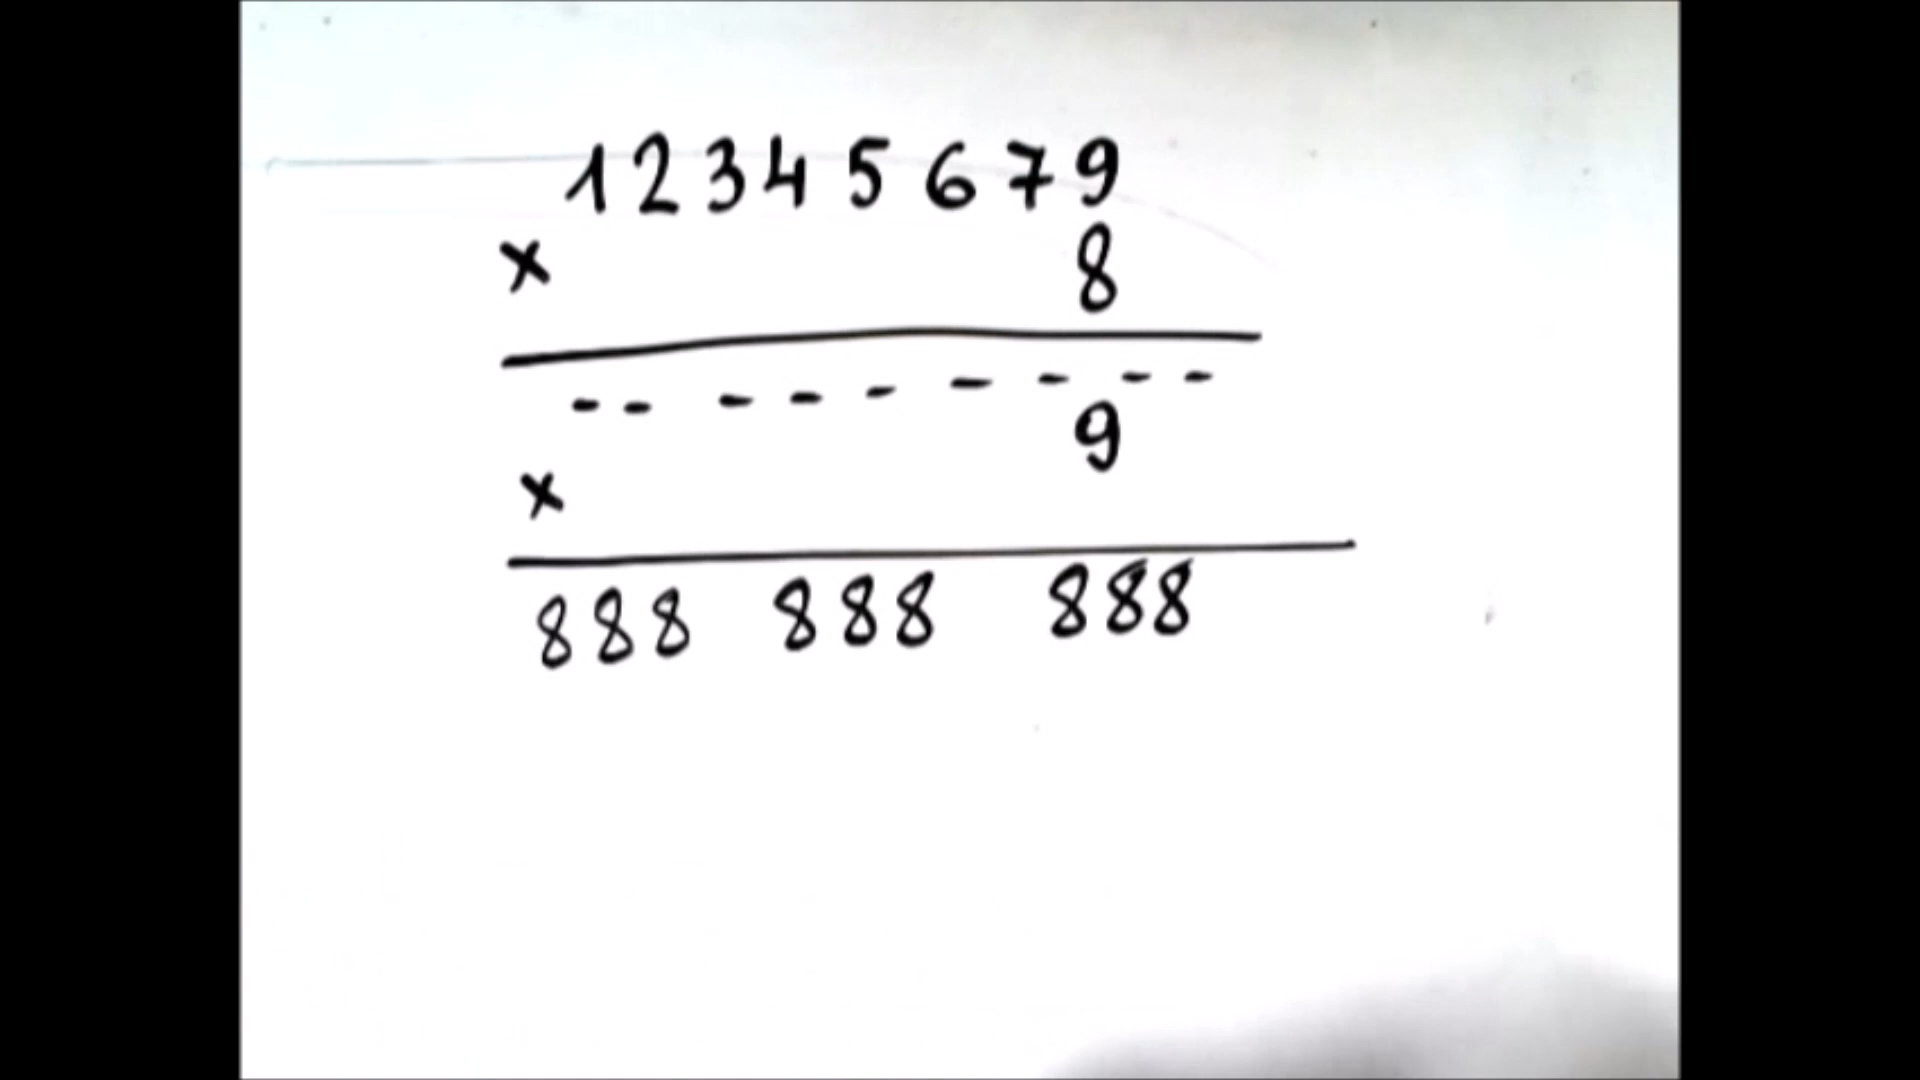 12345679
× 8
- - - - - - - - -
× 9
888 888 888